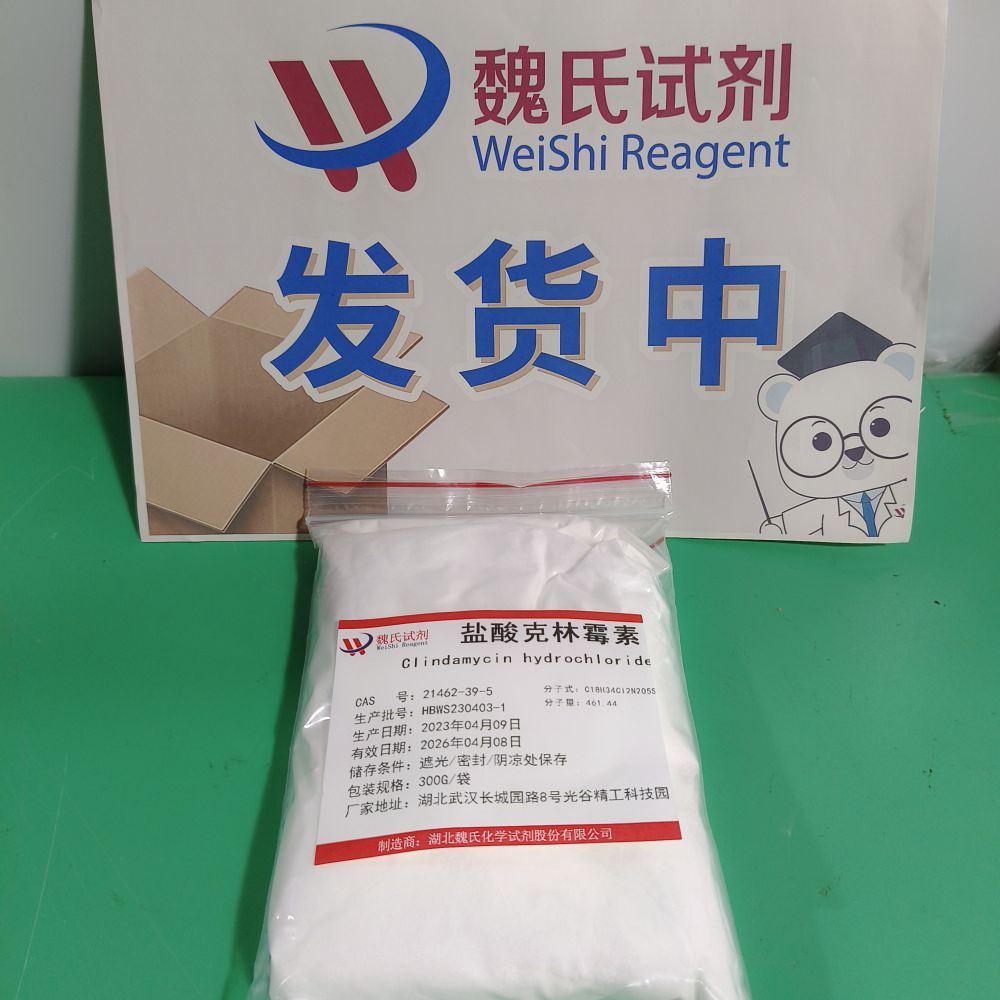 魏氏试剂
WeiShi Reagent
发货中
魏氏试剂
WeiShi Reagent
盐酸克林霉素
Clindamycin hydrochloride
CAS 号：21462-39-5
分子式：C18H34Cl2N2O5S
生产批号：HBWS230403-1
分子量：461.44
生产日期：2023年04月09日
有效日期：2026年04月08日
储存条件：遮光/密封/阴凉处保存
包装规格：300G/袋
厂家地址：湖北武汉长城园路8号光谷精工科技园
制造商：湖北魏氏化学试剂股份有限公司